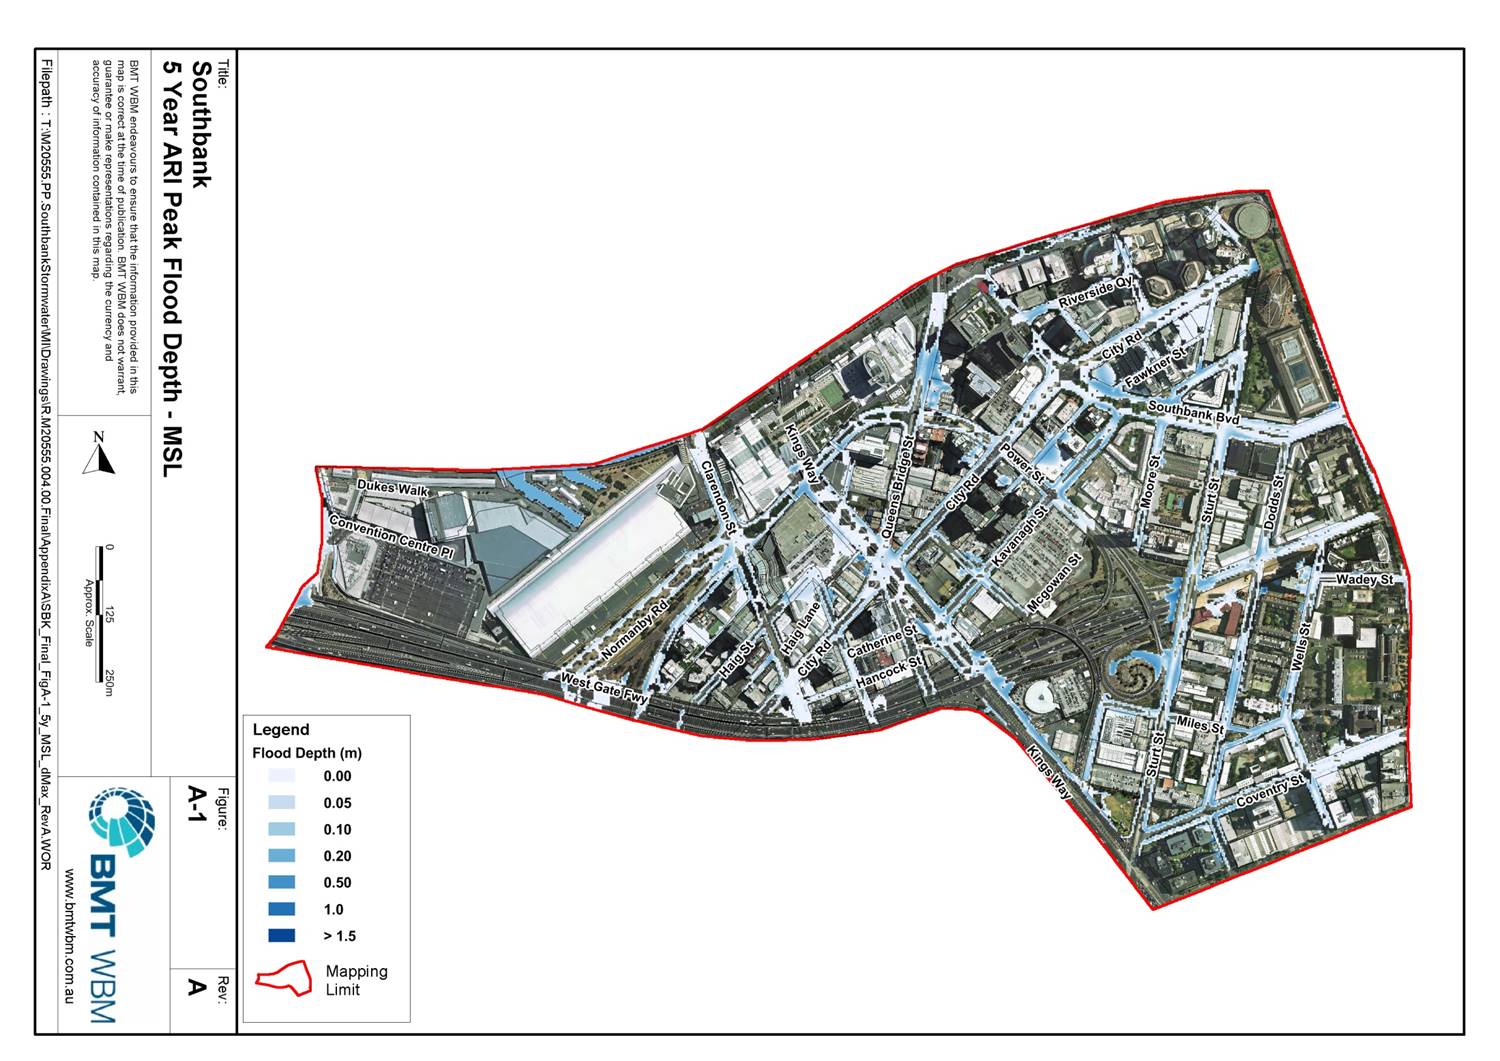 Title:
Southbank
5 Year ARI Peak Flood Depth - MSL
BMT WBM endeavours to ensure that the information provided in this
map is correct at the time of publication. BMT WBM does not warrant,
guarantee or make representations regarding the currency and
accuracy of information contained in this map.
Filepath : T:\M20555.PP.SouthbankStormwater\MI\Drawings\R.M20555.004.00.Final\AppendixA\SBK_Final_FigA-1_5y_MSL_dMax_RevA.WOR
N
0 125 250m
Approx. Scale
Figure:
A-1
Rev:
A
BMT WBM
www.bmtwbm.com.au
Legend
Flood Depth (m)
0.00
0.05
0.10
0.20
0.50
1.0
> 1.5
Mapping
Limit
Riverside Qy
City Rd
Fawkner St
Southbank Bvd
Kings Way
Queens Bridge St
Power St
City Rd
Moore St
Sturt St
Dodds St
Clarendon St
Dukes Walk
Convention Centre Pl
Kavanagh St
Mcgowan St
Wadey St
Normanby Rd
Haig Lane
Haig St
City Rd
Catherine St
Hancock St
Wells St
West Gate Fwy
Miles St
Sturt St
Kings Way
Coventry St